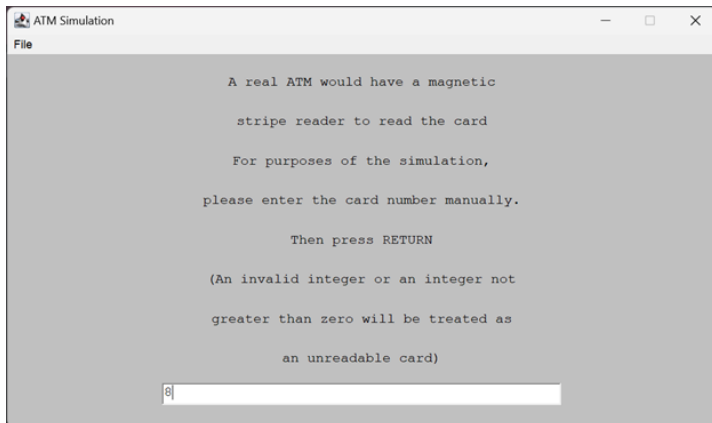 ATM Simulation
File
A real ATM would have a magnetic
stripe reader to read the card
For purposes of the simulation,
please enter the card number manually.
Then press RETURN
(An invalid integer or an integer not
greater than zero will be treated as
an unreadable card)
8